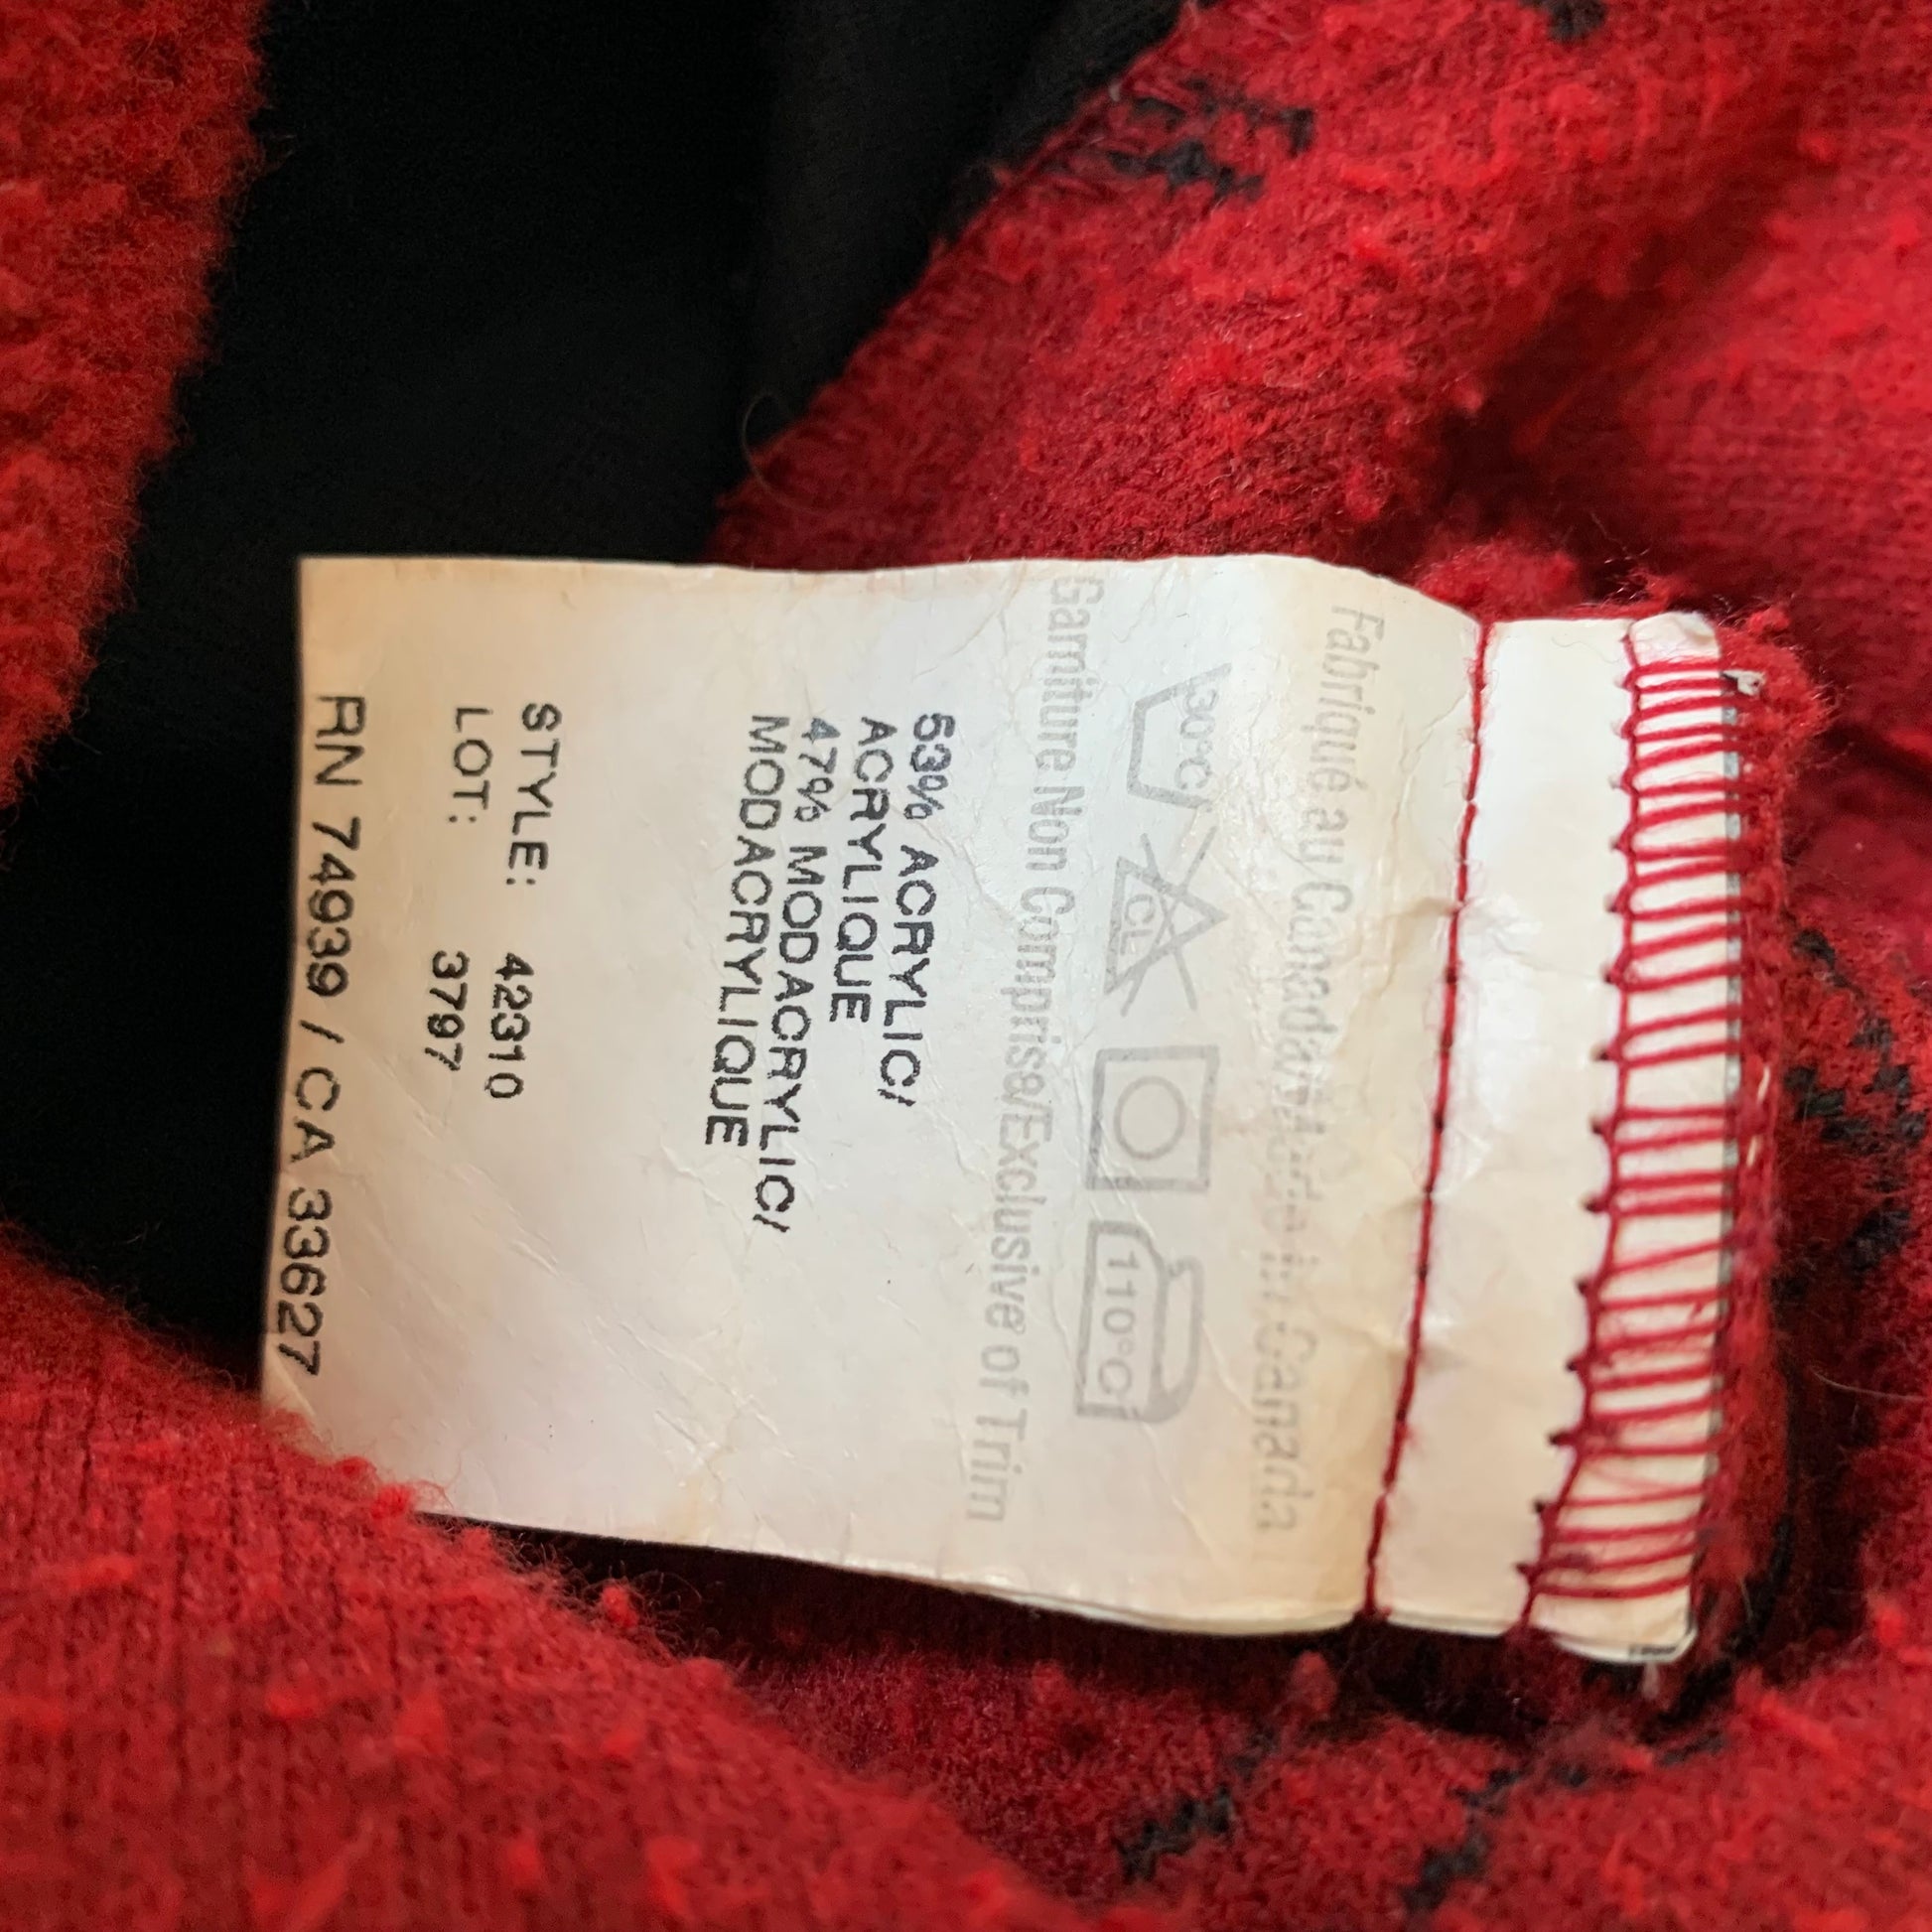 Fabriqué au Canada/Made in Canada
30°C CL 110°C
Garniture Non Comprise/Exclusive of Trim
53% ACRYLIC/
ACRYLIQUE
47% MODACRYLIC/
MODACRYLIQUE
STYLE: 42310
LOT: 3797
RN 74939 / CA 33627